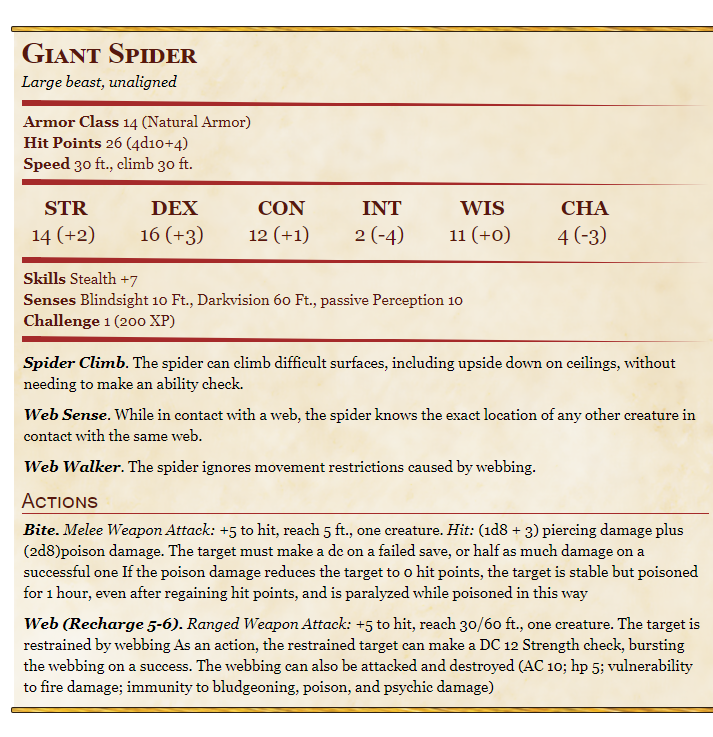 Giant Spider
Large beast, unaligned
Armor Class 14 (Natural Armor)
Hit Points 26 (4d10+4)
Speed 30 ft., climb 30 ft.
STR DEX CON INT WIS CHA
14 (+2) 16 (+3) 12 (+1) 2 (-4) 11 (+0) 4 (-3)
Skills Stealth +7
Senses Blindsight 10 Ft., Darkvision 60 Ft., passive Perception 10
Challenge 1 (200 XP)
Spider Climb. The spider can climb difficult surfaces, including upside down on ceilings, without
needing to make an ability check.
Web Sense. While in contact with a web, the spider knows the exact location of any other creature in
contact with the same web.
Web Walker. The spider ignores movement restrictions caused by webbing.
Actions
Bite. Melee Weapon Attack: +5 to hit, reach 5 ft., one creature. Hit: (1d8 + 3) piercing damage plus
(2d8)poison damage. The target must make a dc on a failed save, or half as much damage on a
successful one If the poison damage reduces the target to 0 hit points, the target is stable but poisoned
for 1 hour, even after regaining hit points, and is paralyzed while poisoned in this way
Web (Recharge 5-6). Ranged Weapon Attack: +5 to hit, reach 30/60 ft., one creature. The target is
restrained by webbing As an action, the restrained target can make a DC 12 Strength check, bursting
the webbing on a success. The webbing can also be attacked and destroyed (AC 10; hp 5; vulnerability
to fire damage; immunity to bludgeoning, poison, and psychic damage)